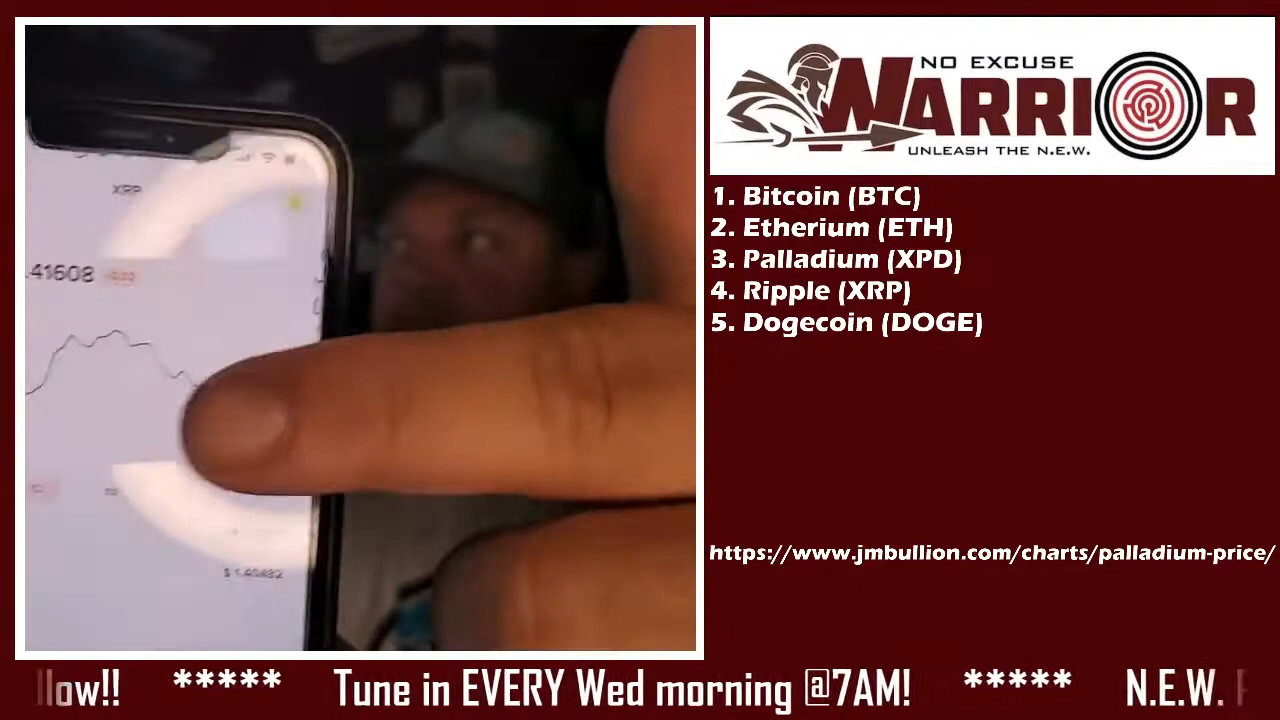 XRP
.41608
$ 1.40482
NO EXCUSE
WARRIOR
UNLEASH THE N.E.W.
1. Bitcoin (BTC)
2. Etherium (ETH)
3. Palladium (XPD)
4. Ripple (XRP)
5. Dogecoin (DOGE)
https://www.jmbullion.com/charts/palladium-price/
llow!! ***** Tune in EVERY Wed morning @7AM! ***** N.E.W.